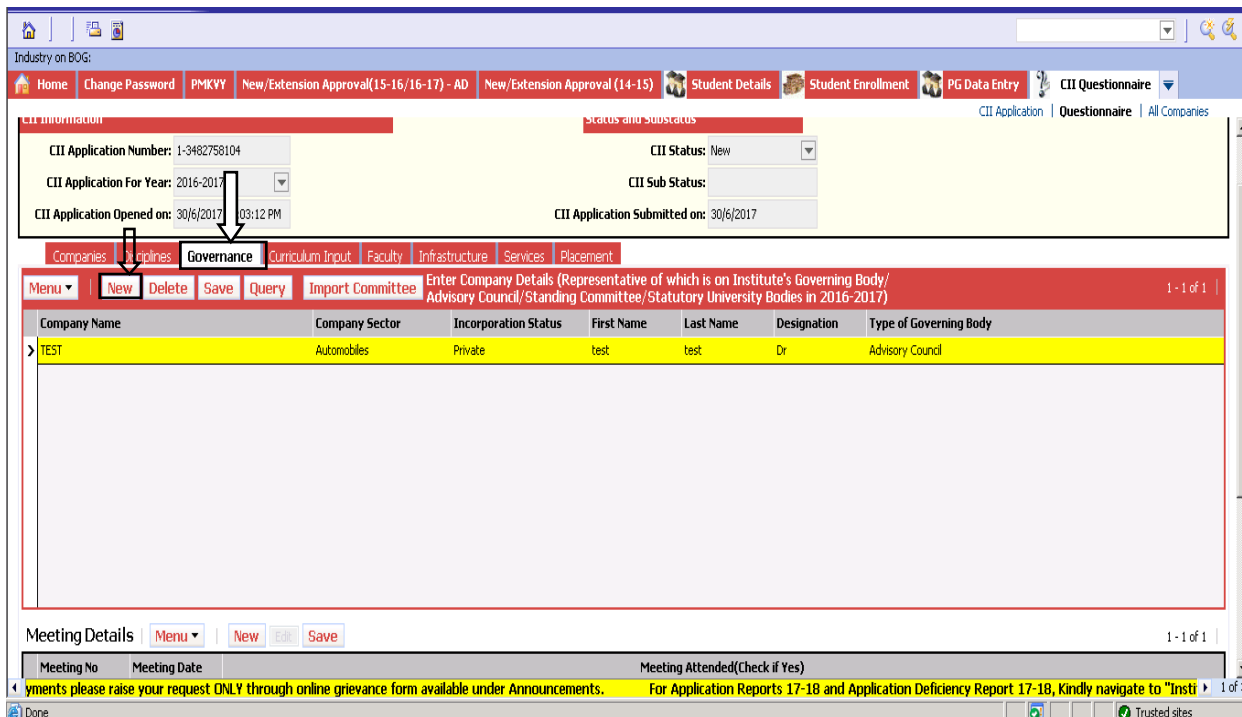 Industry on BOG:
Home Change Password PMKVY New/Extension Approval(15-16/16-17) - AD New/Extension Approval (14-15) Student Details Student Enrollment PG Data Entry CII Questionnaire
CII Application | Questionnaire | All Companies
CII Information Status and Substatus
CII Application Number: 1-3482758104 CII Status: New
CII Application For Year: 2016-2017 CII Sub Status:
CII Application Opened on: 30/6/2017 03:12 PM CII Application Submitted on: 30/6/2017
Companies Disciplines Governance Curriculum Input Faculty Infrastructure Services Placement
Menu New Delete Save Query Import Committee Enter Company Details (Representative of which is on Institute's Governing Body/
Advisory Council/Standing Committee/Statutory University Bodies in 2016-2017) 1 - 1 of 1
Company Name Company Sector Incorporation Status First Name Last Name Designation Type of Governing Body
TEST Automobiles Private test test Dr Advisory Council
Meeting Details Menu New Edit Save 1 - 1 of 1
Meeting No Meeting Date Meeting Attended(Check if Yes)
yments please raise your request ONLY through online grievance form available under Announcements. For Application Reports 17-18 and Application Deficiency Report 17-18, Kindly navigate to "Insti 1 of
Done Trusted sites